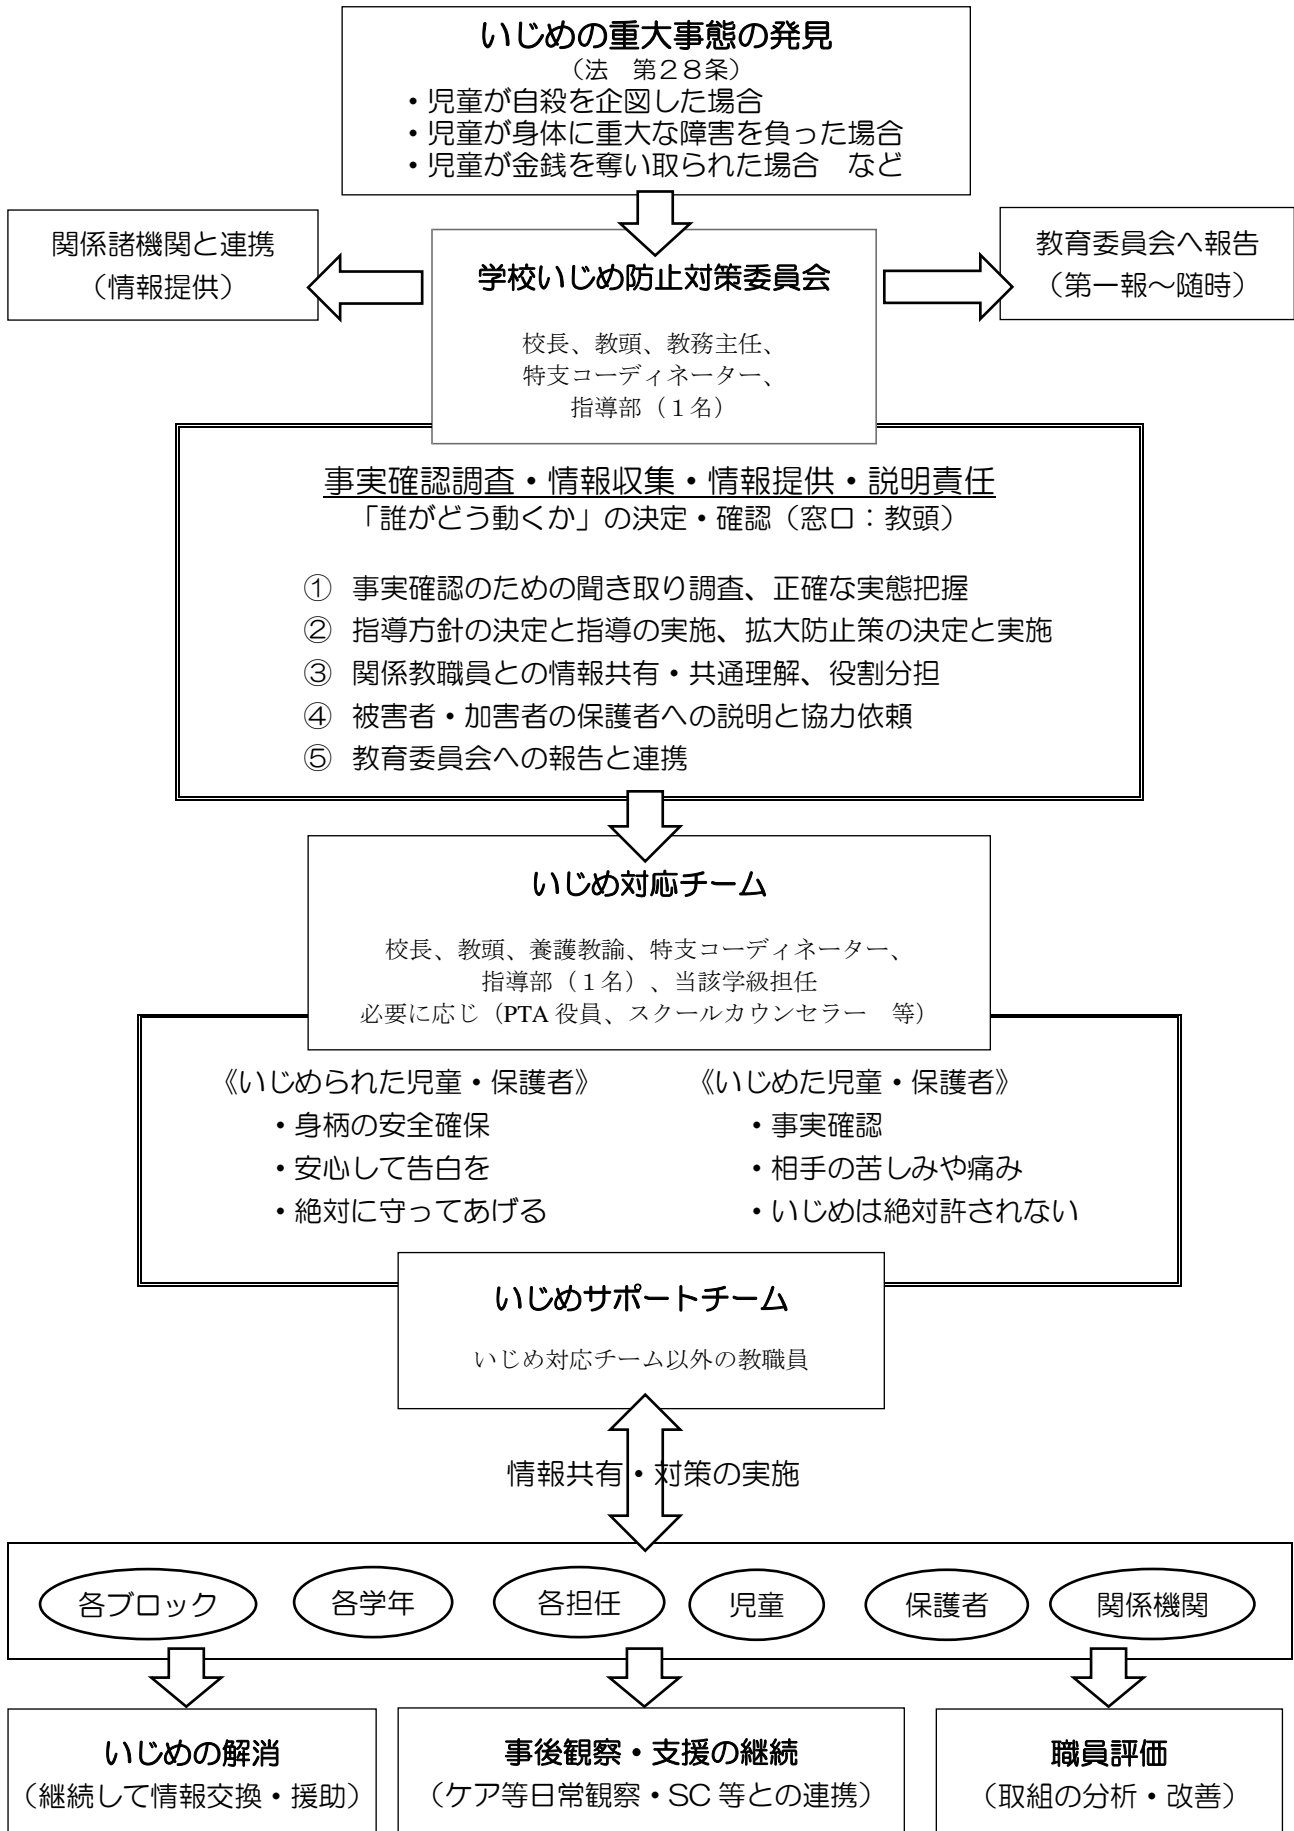 いじめの重大事態の発見
（法　第２８条）
・児童が自殺を企図した場合
・児童が身体に重大な障害を負った場合
・児童が金銭を奪い取られた場合　など
関係諸機関と連携
（情報提供）
教育委員会へ報告
（第一報～随時）
学校いじめ防止対策委員会
校長、教頭、教務主任、
特支コーディネーター、
指導部（１名）
事実確認調査・情報収集・情報提供・説明責任
「誰がどう動くか」の決定・確認（窓口：教頭）
①　事実確認のための聞き取り調査、正確な実態把握
②　指導方針の決定と指導の実施、拡大防止策の決定と実施
③　関係教職員との情報共有・共通理解、役割分担
④　被害者・加害者の保護者への説明と協力依頼
⑤　教育委員会への報告と連携
いじめ対応チーム
校長、教頭、養護教諭、特支コーディネーター、
指導部（１名）、当該学級担任
必要に応じ（PTA 役員、スクールカウンセラー　等）
《いじめられた児童・保護者》
・身柄の安全確保
・安心して告白を
・絶対に守ってあげる
《いじめた児童・保護者》
・事実確認
・相手の苦しみや痛み
・いじめは絶対許されない
いじめサポートチーム
いじめ対応チーム以外の教職員
情報共有・対策の実施
各ブロック
各学年
各担任
児童
保護者
関係機関
いじめの解消
（継続して情報交換・援助）
事後観察・支援の継続
（ケア等日常観察・SC 等との連携）
職員評価
（取組の分析・改善）